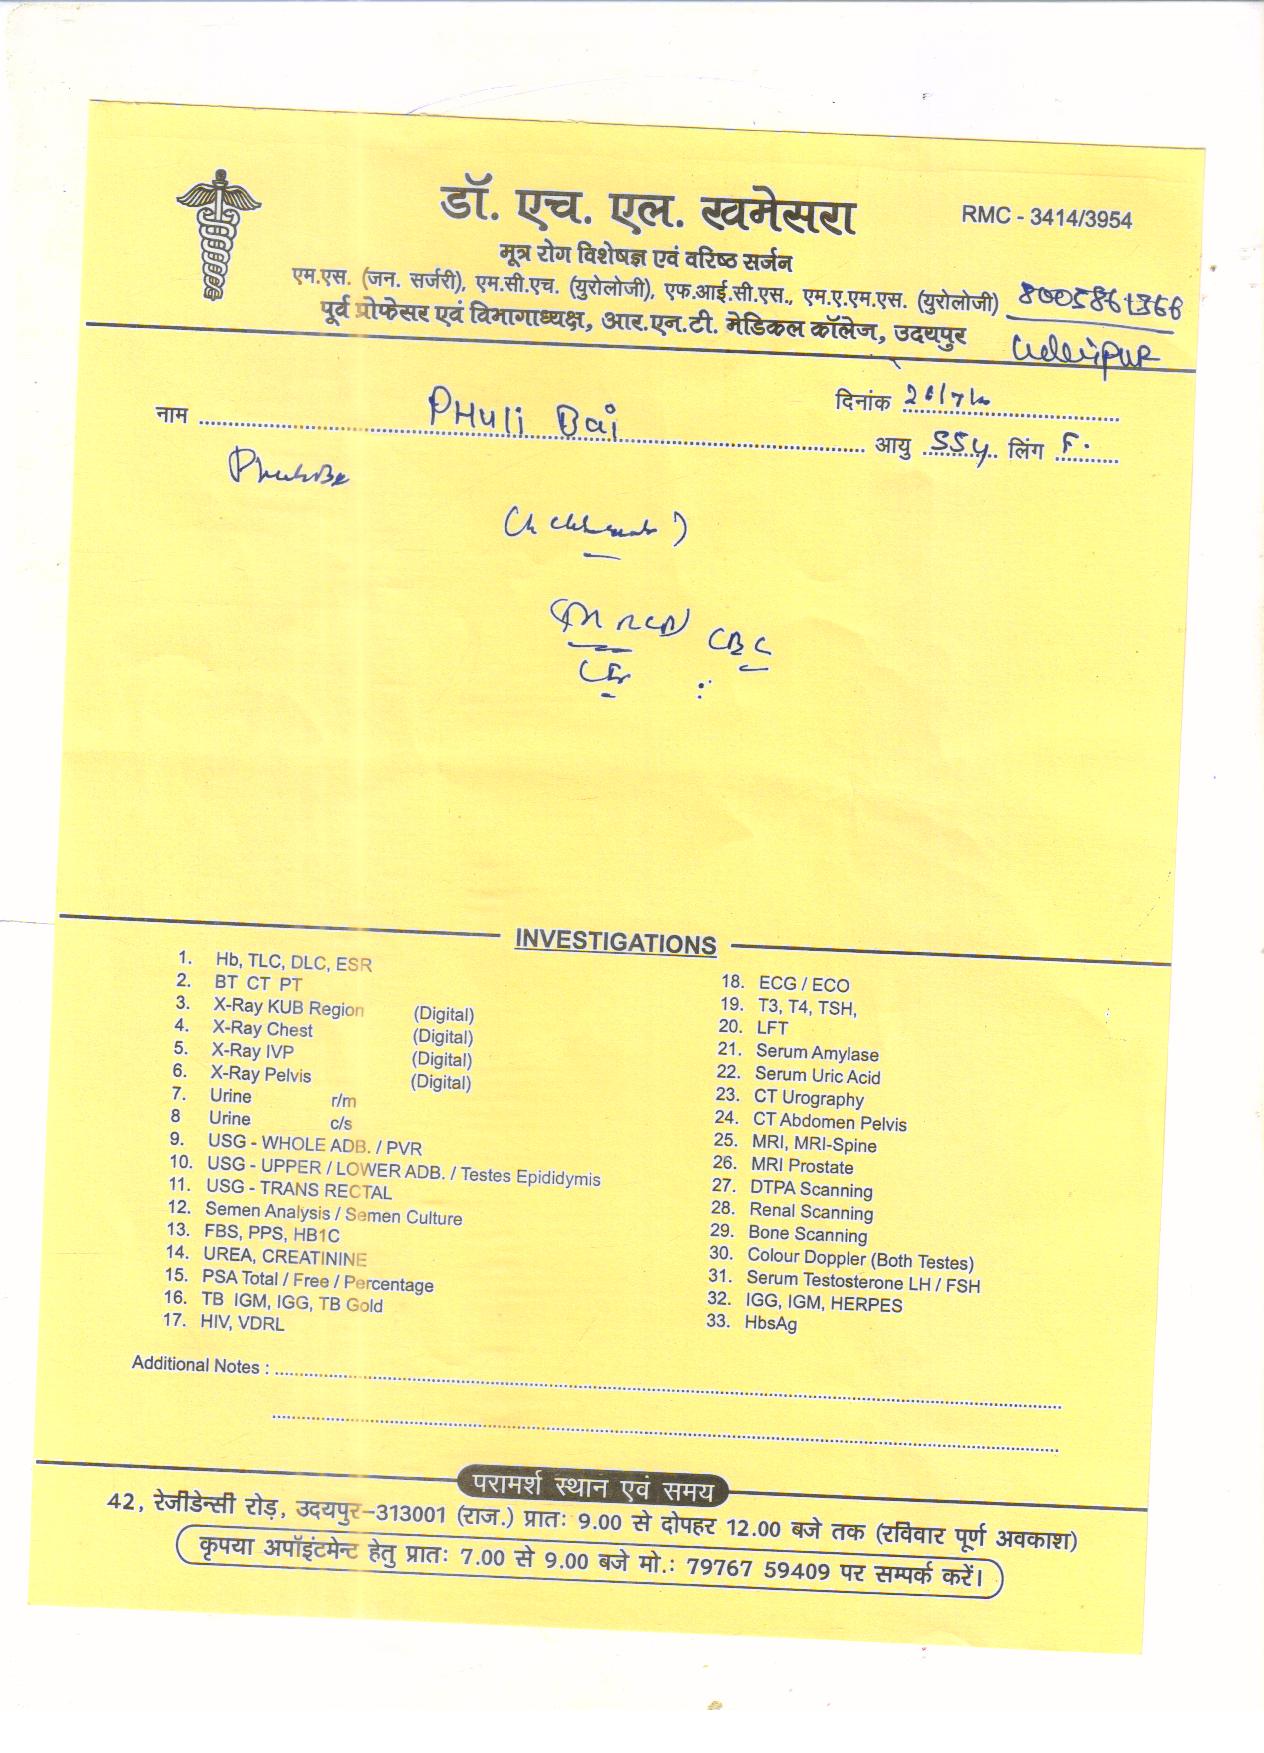 डॉ. एच. एल. खमेसरा
RMC - 3414/3954
मूत्र रोग विशेषज्ञ एवं वरिष्ठ सर्जन
एम.एस. (जन. सर्जरी), एम.सी.एच. (युरोलोजी), एफ.आई.सी.एस., एम.ए.एम.एस. (युरोलोजी)
पूर्व प्रोफेसर एवं विभागाध्यक्ष, आर.एन.टी. मेडिकल कॉलेज, उदयपुर
दिनांक
नाम PHuli Bai
आयु 55y. लिंग F.
CBC
INVESTIGATIONS
1. Hb, TLC, DLC, ESR
2. BT CT PT
3. X-Ray KUB Region (Digital)
4. X-Ray Chest (Digital)
5. X-Ray IVP (Digital)
6. X-Ray Pelvis (Digital)
7. Urine r/m
8 Urine c/s
9. USG - WHOLE ADB. / PVR
10. USG - UPPER / LOWER ADB. / Testes Epididymis
11. USG - TRANS RECTAL
12. Semen Analysis / Semen Culture
13. FBS, PPS, HB1C
14. UREA, CREATININE
15. PSA Total / Free / Percentage
16. TB IGM, IGG, TB Gold
17. HIV, VDRL
18. ECG / ECO
19. T3, T4, TSH,
20. LFT
21. Serum Amylase
22. Serum Uric Acid
23. CT Urography
24. CT Abdomen Pelvis
25. MRI, MRI-Spine
26. MRI Prostate
27. DTPA Scanning
28. Renal Scanning
29. Bone Scanning
30. Colour Doppler (Both Testes)
31. Serum Testosterone LH / FSH
32. IGG, IGM, HERPES
33. HbsAg
Additional Notes :
परामर्श स्थान एवं समय
42, रेजीडेन्सी रोड़, उदयपुर-313001 (राज.) प्रातः 9.00 से दोपहर 12.00 बजे तक (रविवार पूर्ण अवकाश)
कृपया अपॉइंटमेन्ट हेतु प्रातः 7.00 से 9.00 बजे मो.: 79767 59409 पर सम्पर्क करें।